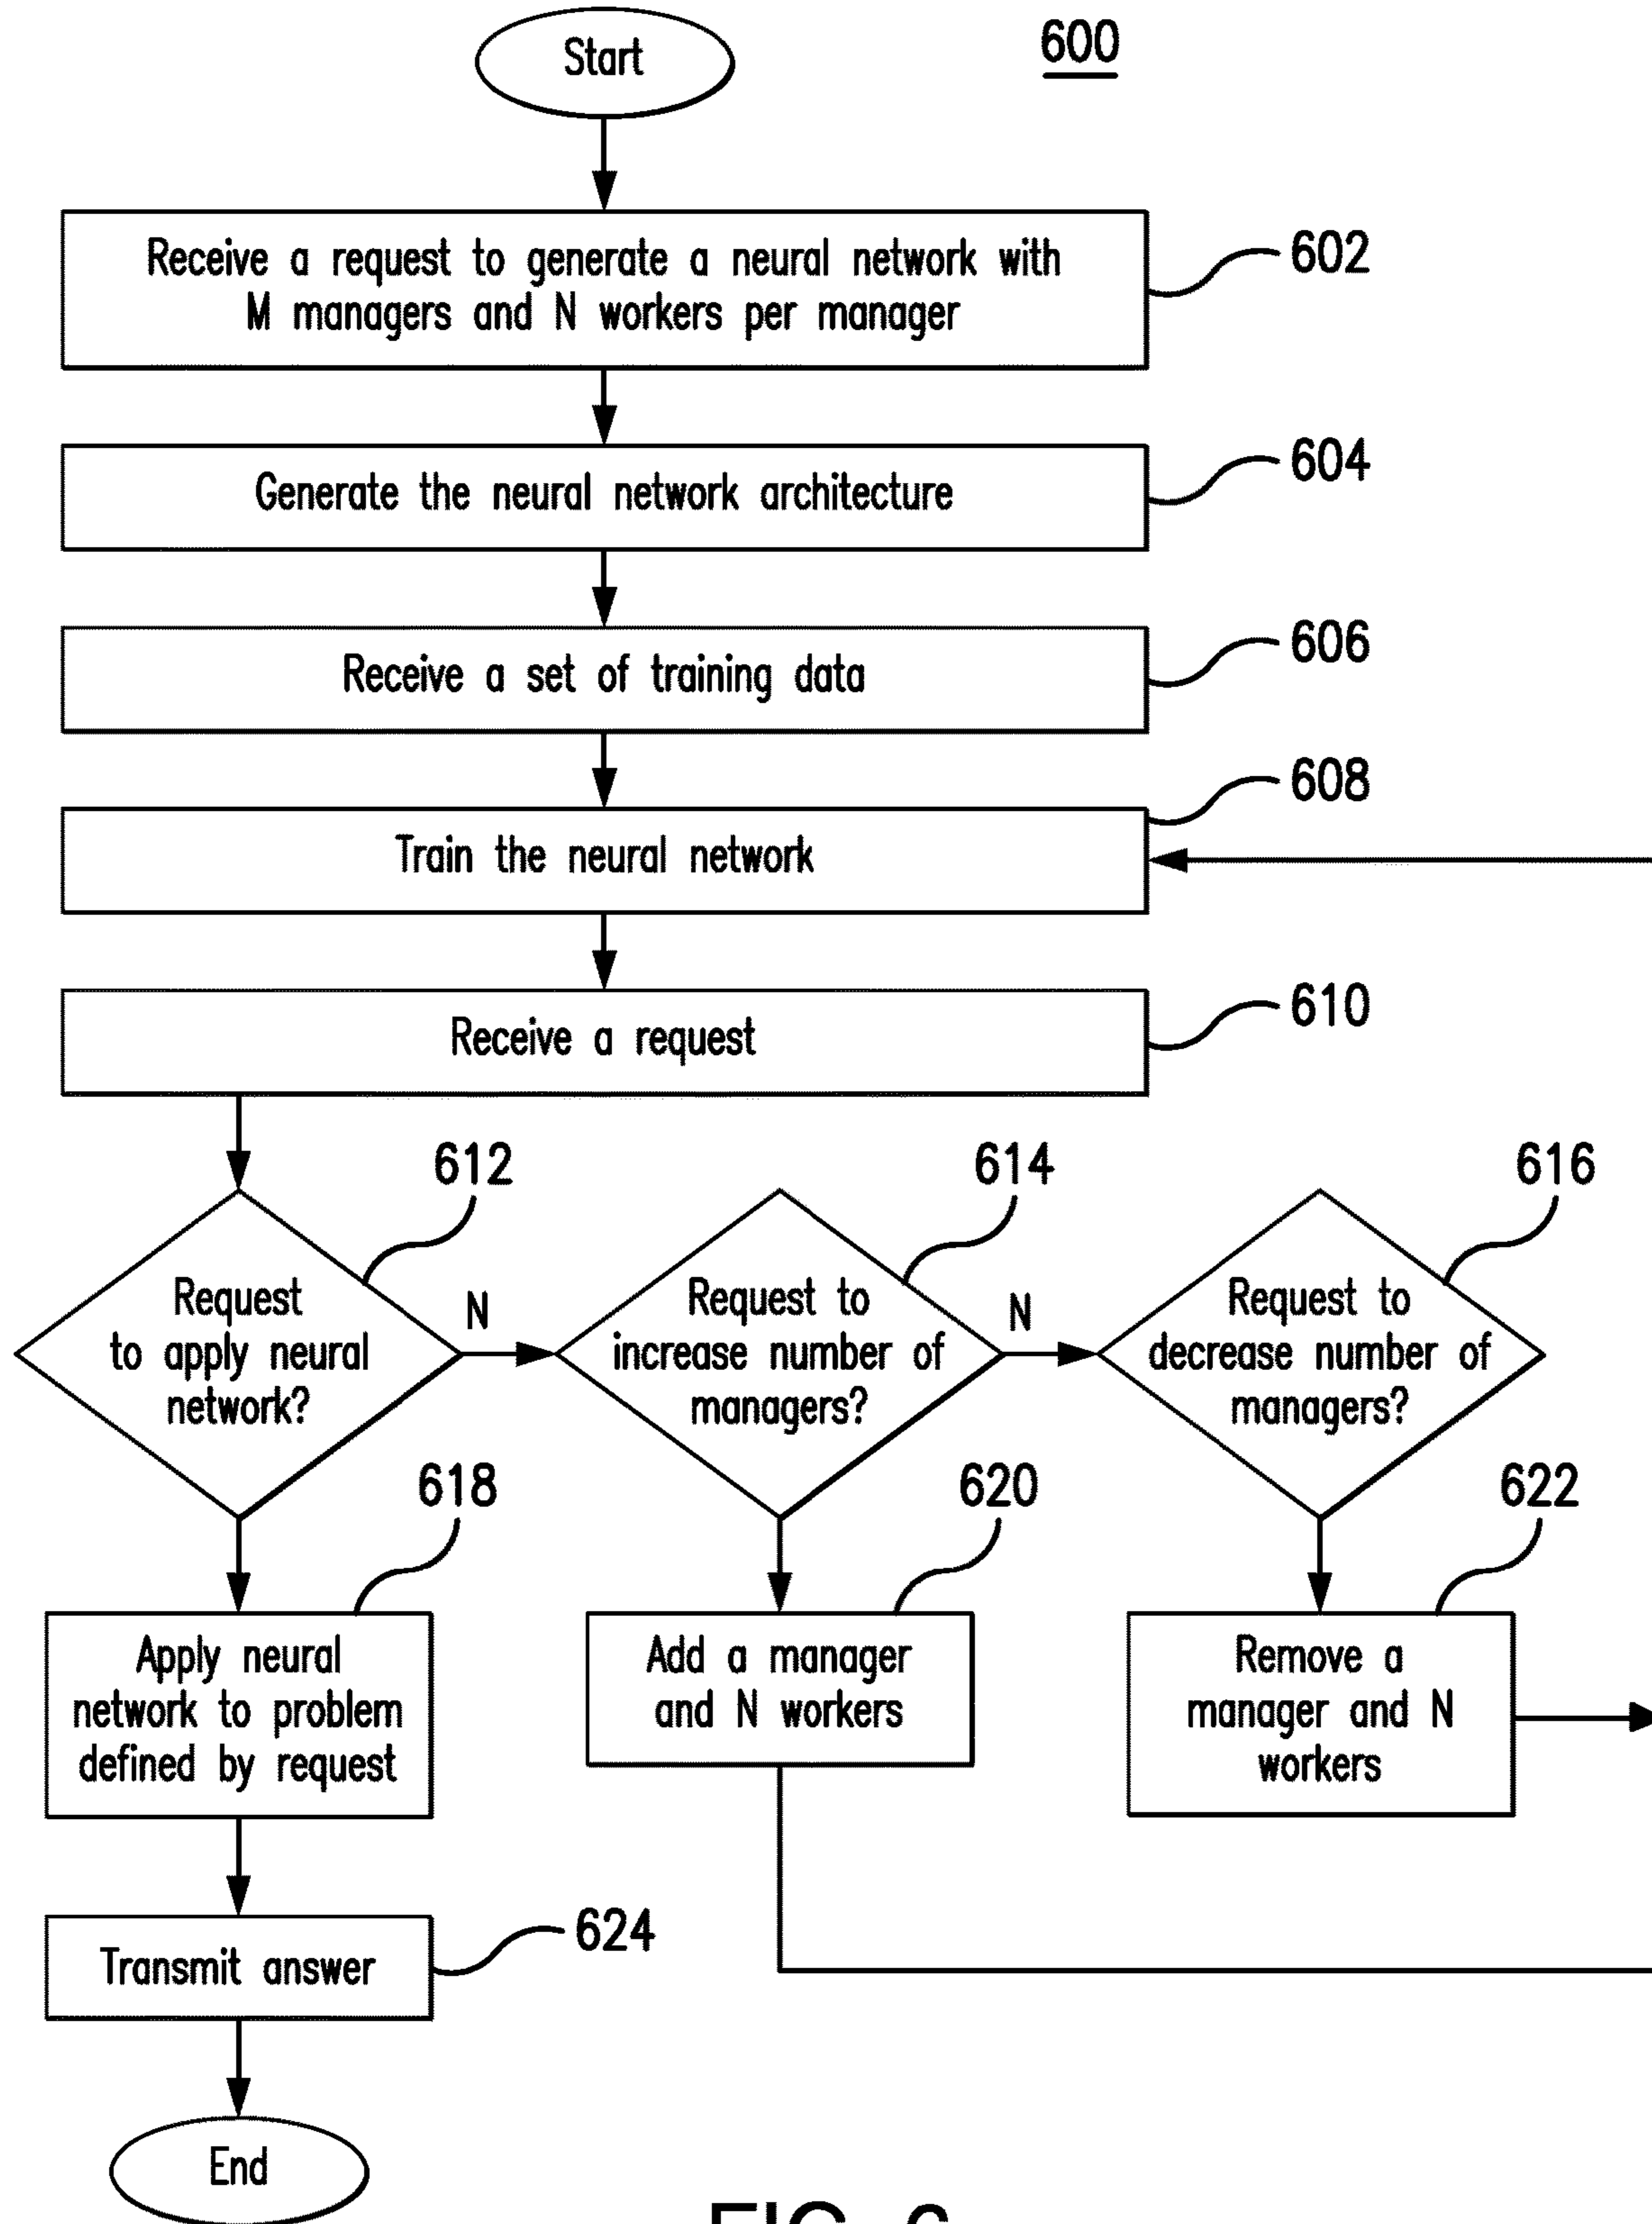 Start
600
Receive a request to generate a neural network with
M managers and N workers per manager
602
Generate the neural network architecture
604
Receive a set of training data
606
608
Train the neural network
Receive a request
610
612
614
616
Request
to apply neural
network?
N
Request to
increase number of
managers?
N
Request to
decrease number of
managers?
618
620
622
Apply neural
network to problem
defined by request
Add a manager
and N workers
Remove a
manager and N
workers
Transmit answer
624
End
FIG. 6